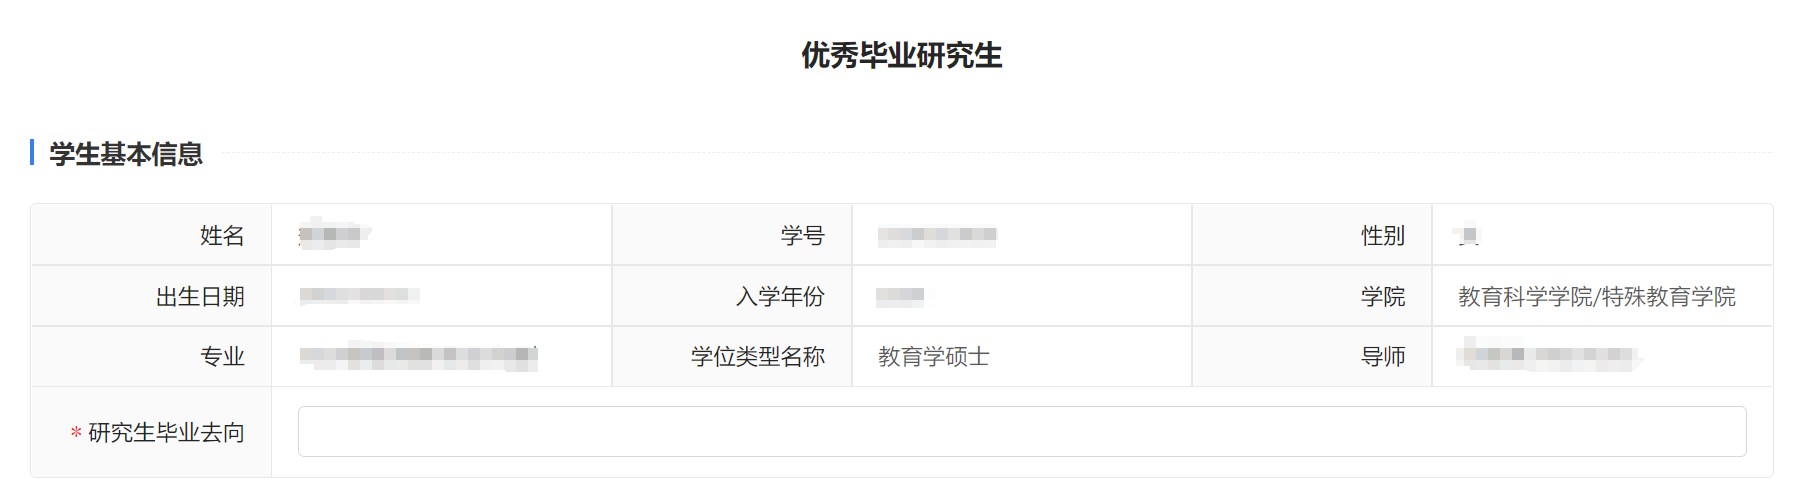 优秀毕业研究生
学生基本信息
姓名 学号 性别
出生日期 入学年份 学院 教育科学学院/特殊教育学院
专业 学位类型名称 教育学硕士 导师
* 研究生毕业去向